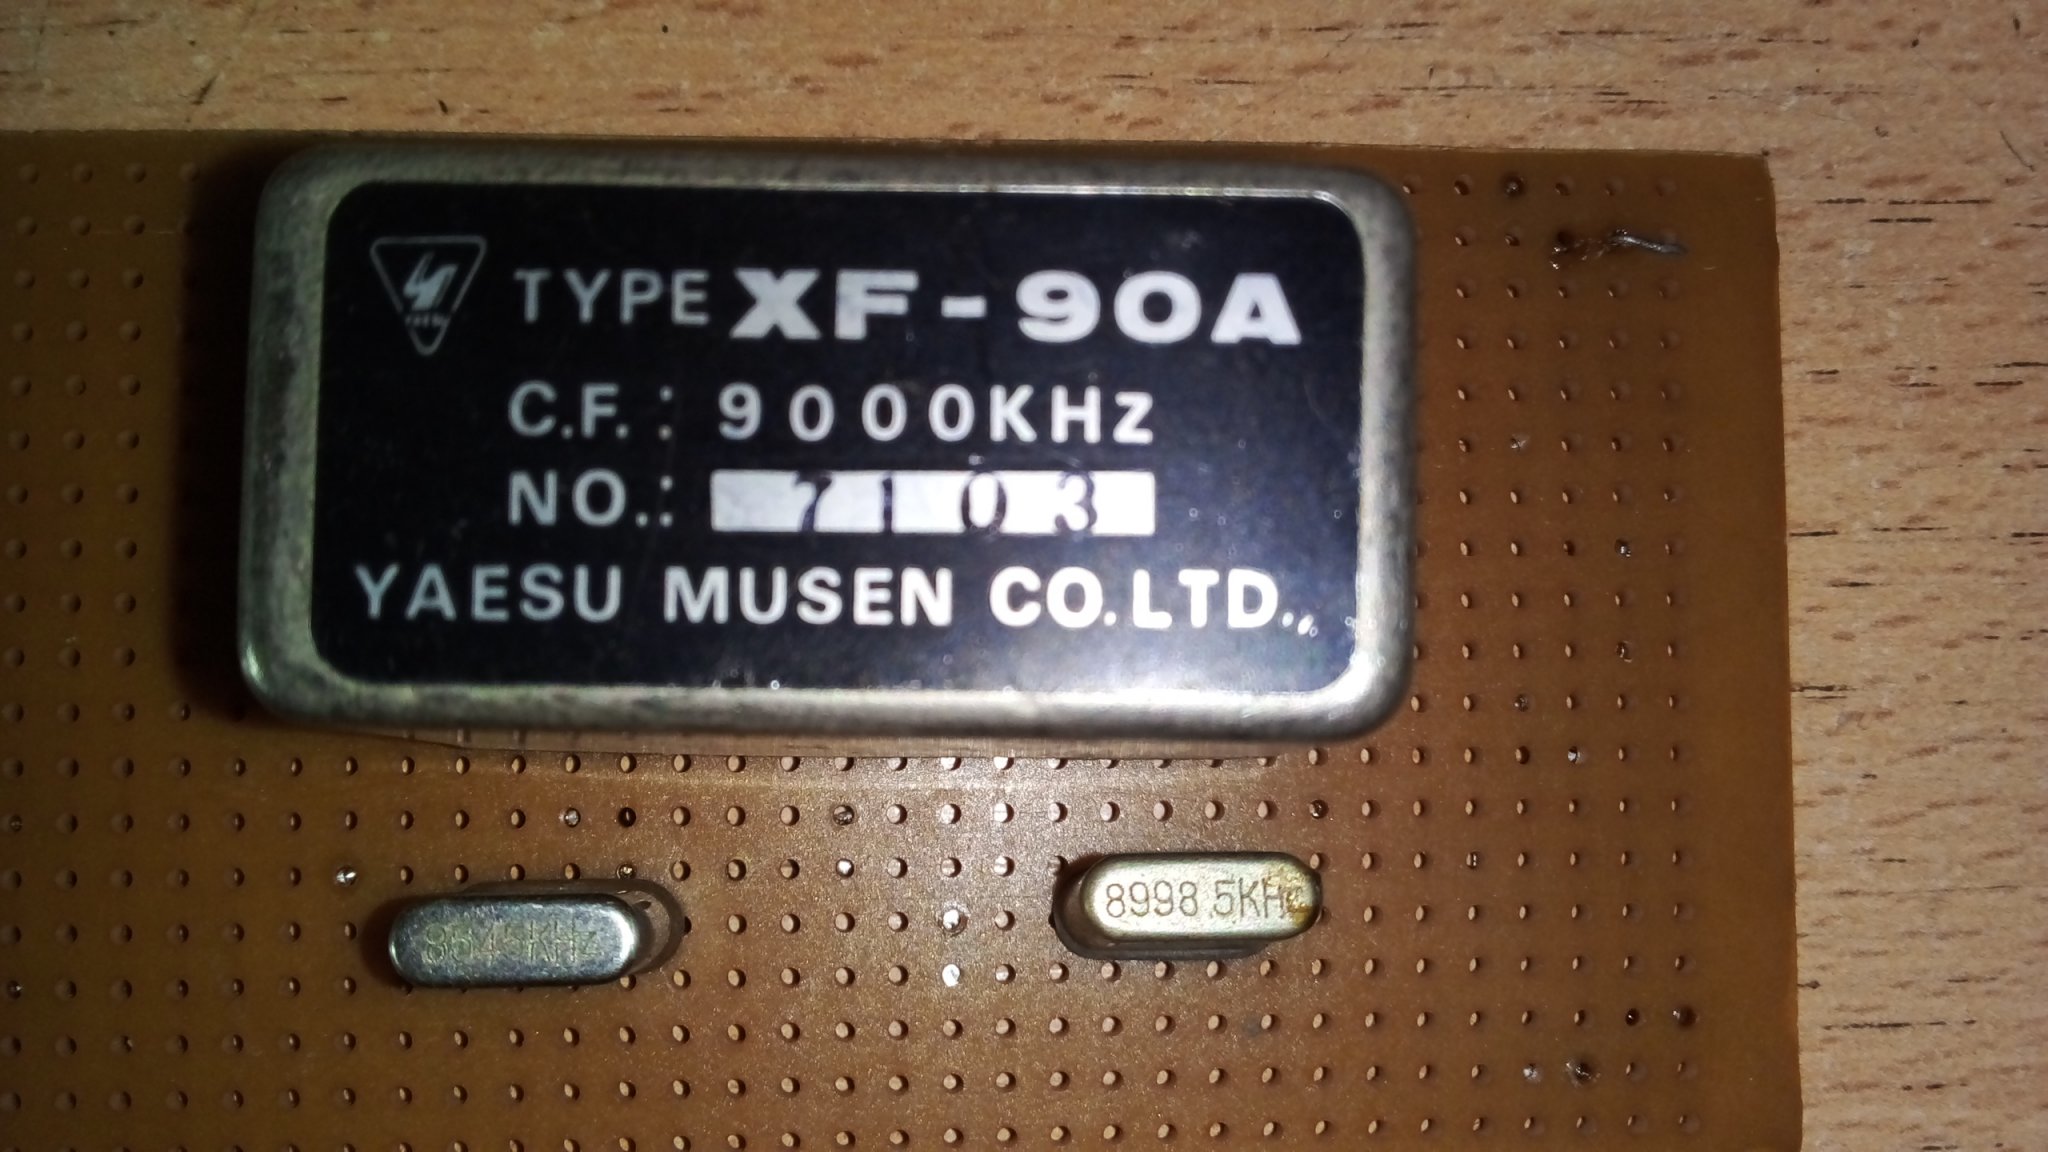 TYPE XF-90A
C.F.: 9000KHz
NO.: 7103
YAESU MUSEN CO.LTD.,
8998.5KHz